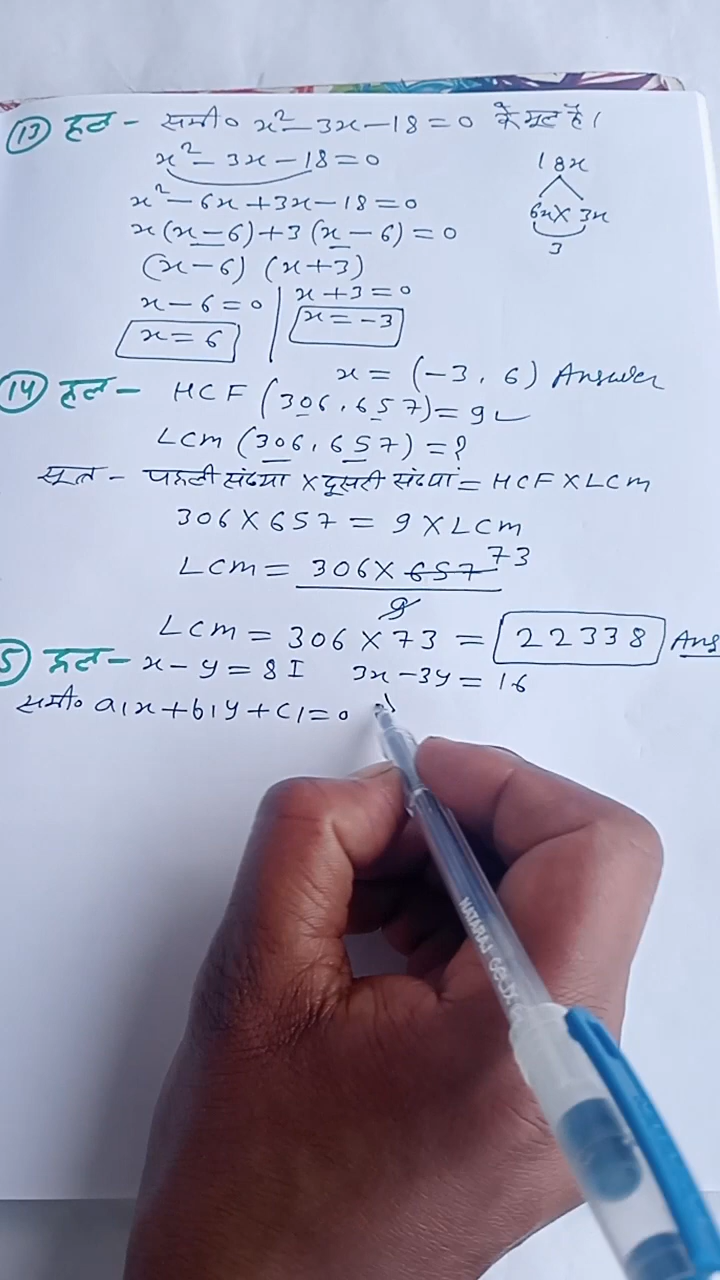 (13) हल - समी० x² - 3x - 18 = 0 के मूल है।
x² - 3x - 18 = 0
18x
x² - 6x + 3x - 18 = 0
6x X 3x
x (x - 6) + 3 (x - 6) = 0
3
(x - 6) (x + 3)
x - 6 = 0 | x + 3 = 0
x = 6 | x = -3
x = (-3, 6) Answer
(14) हल - HCF (306, 657) = 9
LCM (306, 657) = ?
सूत्र - पहली संख्या X दूसरी संख्या = HCF X LCM
306 X 657 = 9 X LCM
LCM = 306 X 657 73
9
LCM = 306 X 73 = 22338 Ans
5) हल - x - y = 8 I 3x - 3y = 16
समी० a1x + b1y + c1 = 0
NATARAJ GELIX